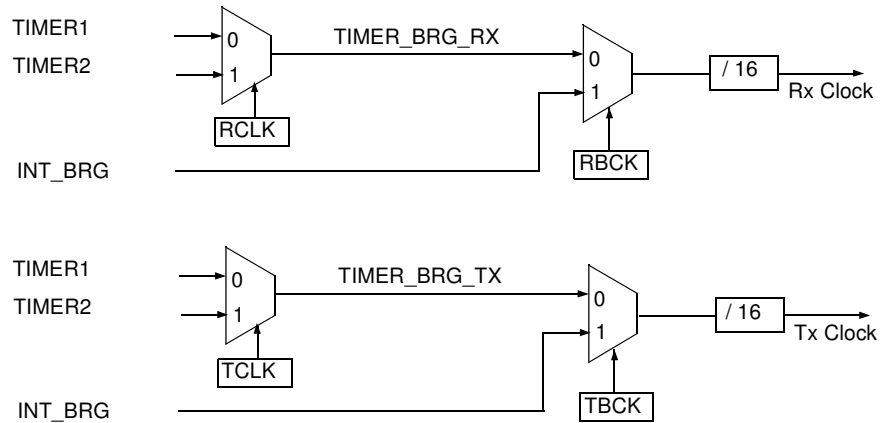 TIMER1
0
TIMER_BRG_RX
TIMER2
1
0
/ 16
1
Rx Clock
RCLK
INT_BRG
RBCK
TIMER1
0
TIMER_BRG_TX
TIMER2
1
0
/ 16
1
Tx Clock
TCLK
INT_BRG
TBCK